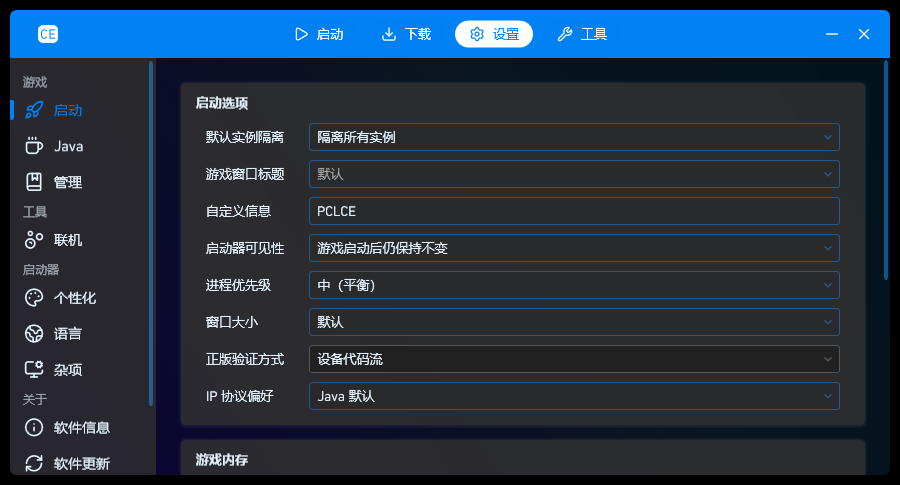 CE
启动
下载
设置
工具
游戏
启动
Java
管理
工具
联机
启动器
个性化
语言
杂项
关于
软件信息
软件更新
启动选项
默认实例隔离 隔离所有实例
游戏窗口标题 默认
自定义信息 PCLCE
启动器可见性 游戏启动后仍保持不变
进程优先级 中（平衡）
窗口大小 默认
正版验证方式 设备代码流
IP 协议偏好 Java 默认
游戏内存